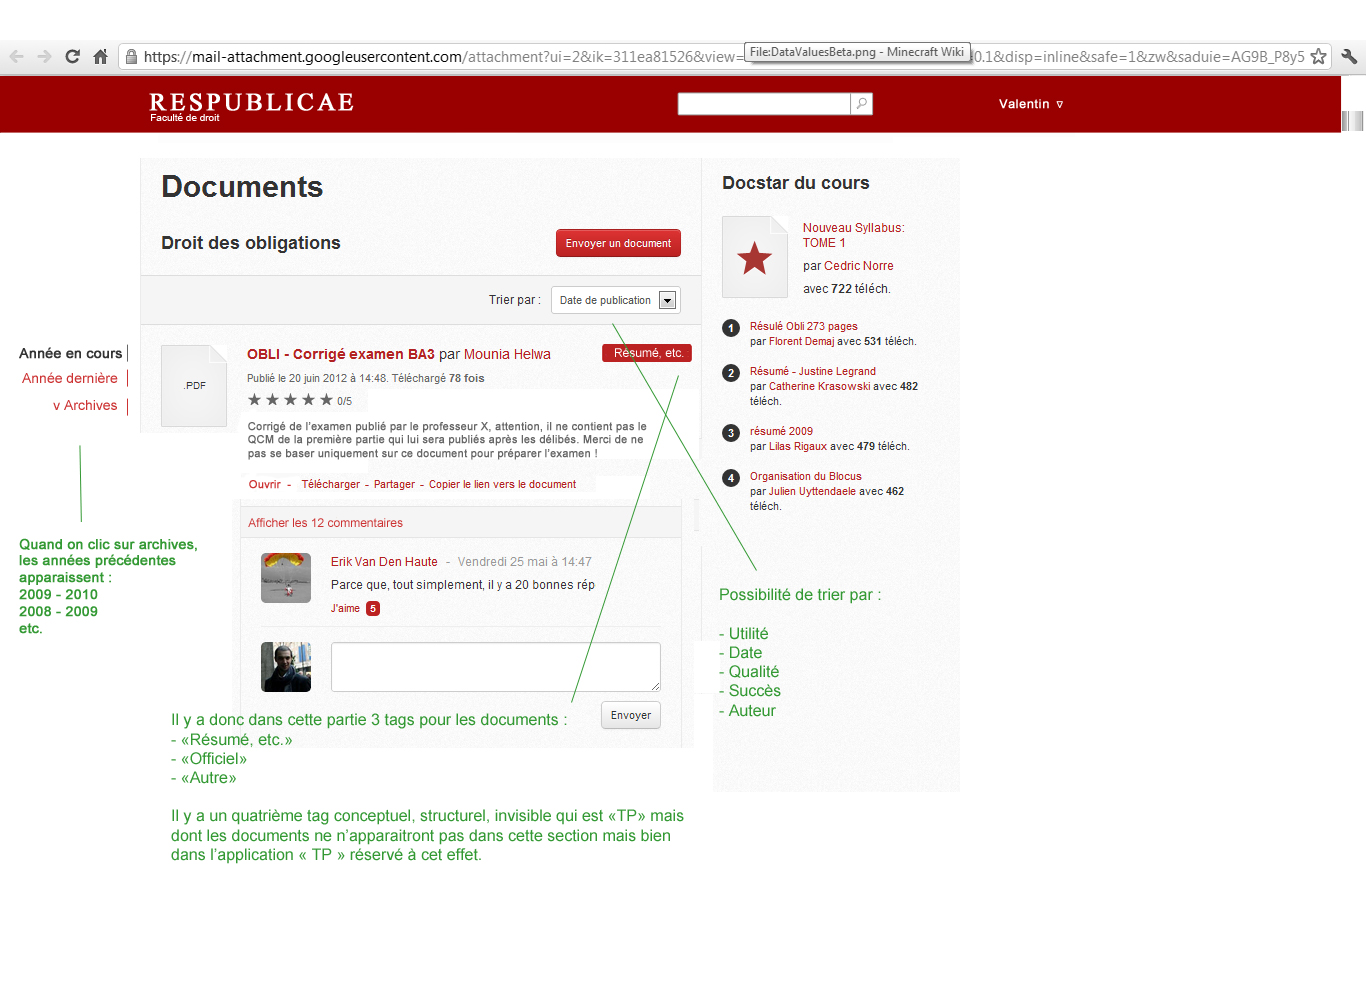 https://mail-attachment.googleusercontent.com/attachment?ui=2&ik=311ea81526&view=
File:DataValuesBeta.png - Minecraft Wiki
0.1&disp=inline&safe=1&zw&saduie=AG9B_P8y5
RESPUBLICAE
Faculté de droit
Valentin
Documents
Droit des obligations
Envoyer un document
Trier par :
Date de publication
Année en cours
Année dernière
v Archives
Quand on clic sur archives,
les années précédentes
apparaissent :
2009 - 2010
2008 - 2009
etc.
.PDF
OBLI - Corrigé examen BA3 par Mounia Helwa
Résumé, etc.
Publié le 20 juin 2012 à 14:48. Téléchargé 78 fois
0/5
Corrigé de l'examen publié par le professeur X, attention, il ne contient pas le
QCM de la première partie qui lui sera publiés après les délibés. Merci de ne
pas se baser uniquement sur ce document pour préparer l'examen !
Ouvrir - Télécharger - Partager - Copier le lien vers le document
Afficher les 12 commentaires
Erik Van Den Haute - Vendredi 25 mai à 14:47
Parce que, tout simplement, il y a 20 bonnes rép
J'aime 5
Envoyer
Il y a donc dans cette partie 3 tags pour les documents :
- «Résumé, etc.»
- «Officiel»
- «Autre»
Il y a un quatrième tag conceptuel, structurel, invisible qui est «TP» mais
dont les documents ne n'apparaitront pas dans cette section mais bien
dans l'application « TP » réservé à cet effet.
Docstar du cours
Nouveau Syllabus:
TOME 1
par Cedric Norre
avec 722 téléch.
1 Résulé Obli 273 pages
par Florent Demaj avec 531 téléch.
2 Résumé - Justine Legrand
par Catherine Krasowski avec 482
téléch.
3 résumé 2009
par Lilas Rigaux avec 479 téléch.
4 Organisation du Blocus
par Julien Uyttendaele avec 462
téléch.
Possibilité de trier par :
- Utilité
- Date
- Qualité
- Succès
- Auteur